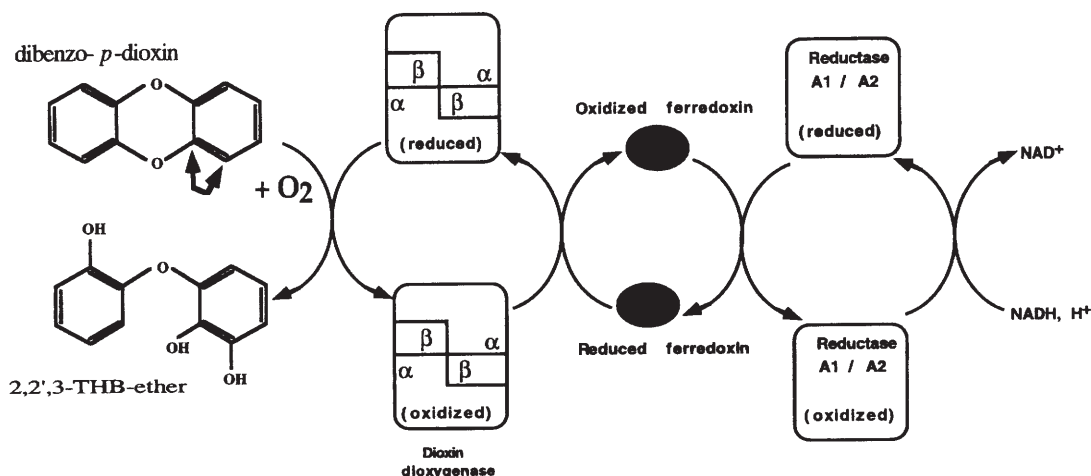 dibenzo- p-dioxin
O
O
+ O2
OH
O
OH
OH
2,2',3-THB-ether
β α
α β
(reduced)
β α
α β
(oxidized)
Dioxin
dioxygenase
Oxidized ferredoxin
Reduced ferredoxin
Reductase
A1 / A2
(reduced)
Reductase
A1 / A2
(oxidized)
NAD+
NADH, H+